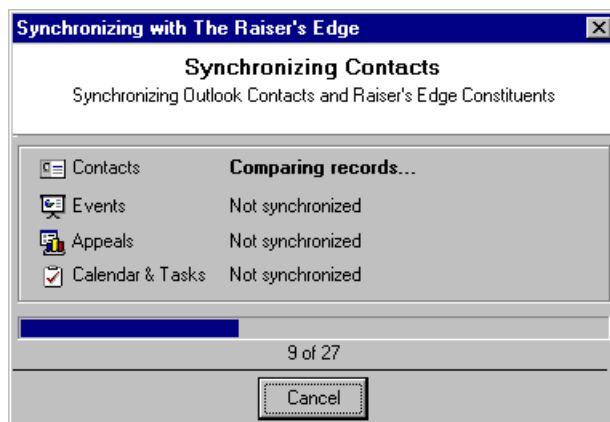 Synchronizing with The Raiser's Edge
Synchronizing Contacts
Synchronizing Outlook Contacts and Raiser's Edge Constituents
Contacts Comparing records...
Events Not synchronized
Appeals Not synchronized
Calendar & Tasks Not synchronized
9 of 27
Cancel